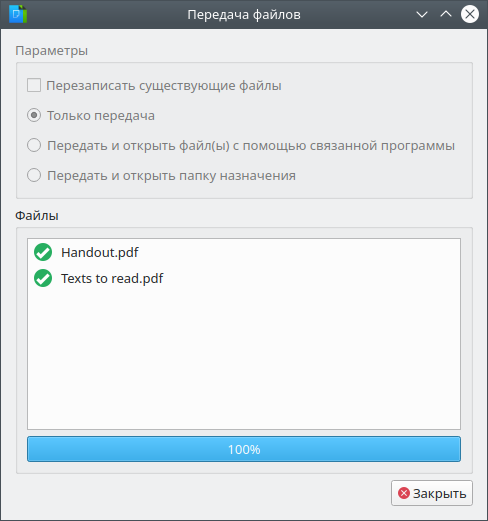 Передача файлов
Параметры
Перезаписать существующие файлы
Только передача
Передать и открыть файл(ы) с помощью связанной программы
Передать и открыть папку назначения
Файлы
Handout.pdf
Texts to read.pdf
100%
Закрыть